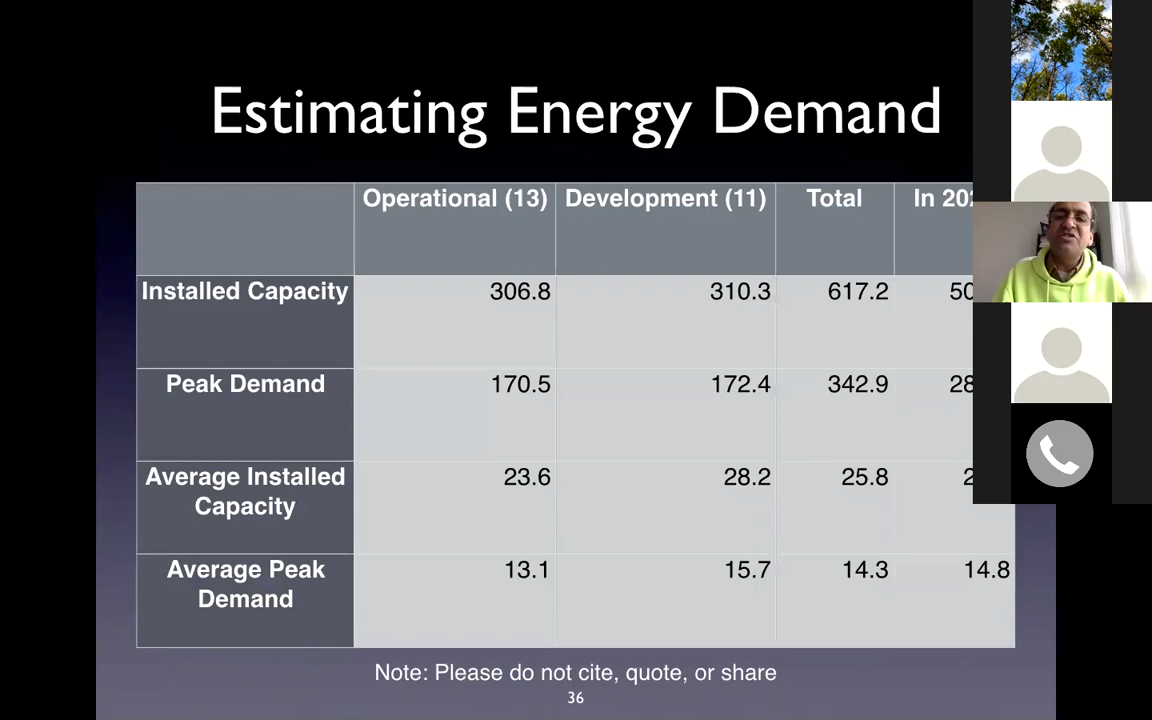 Estimating Energy Demand
Operational (13) Development (11) Total In
Installed Capacity 306.8 310.3 617.2
Peak Demand 170.5 172.4 342.9
Average Installed
Capacity 23.6 28.2 25.8
Average Peak
Demand 13.1 15.7 14.3 14.8
Note: Please do not cite, quote, or share
36